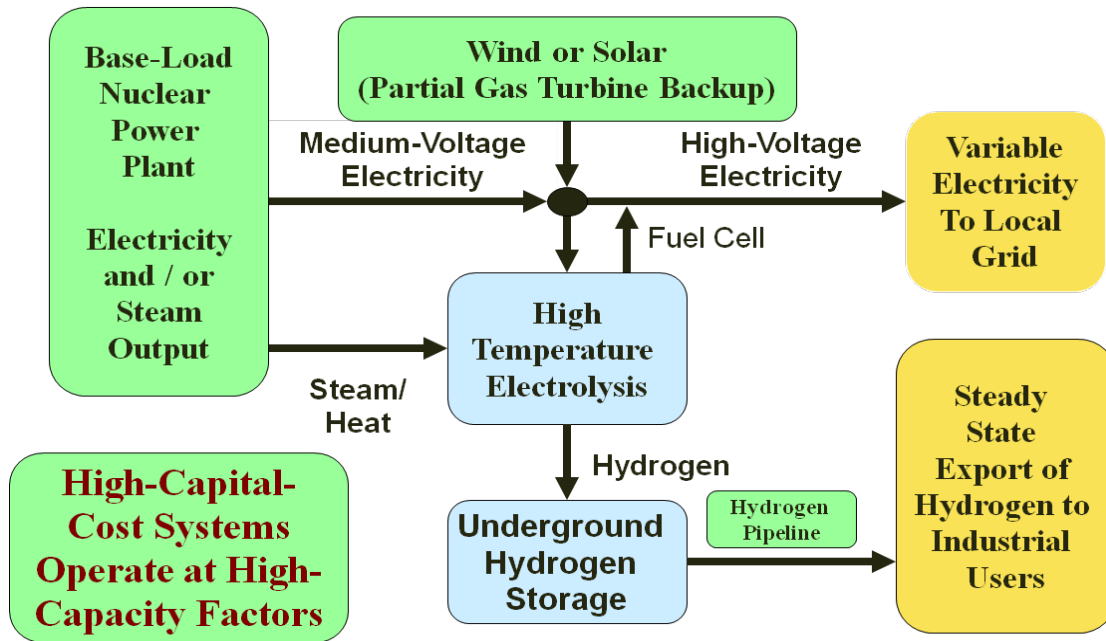 Base-Load
Nuclear
Power
Plant
Electricity
and / or
Steam
Output
Wind or Solar
(Partial Gas Turbine Backup)
Medium-Voltage
Electricity
High-Voltage
Electricity
Variable
Electricity
To Local
Grid
Fuel Cell
High
Temperature
Electrolysis
Steam/
Heat
Hydrogen
Underground
Hydrogen
Storage
Hydrogen
Pipeline
Steady
State
Export of
Hydrogen to
Industrial
Users
High-Capital-
Cost Systems
Operate at High-
Capacity Factors